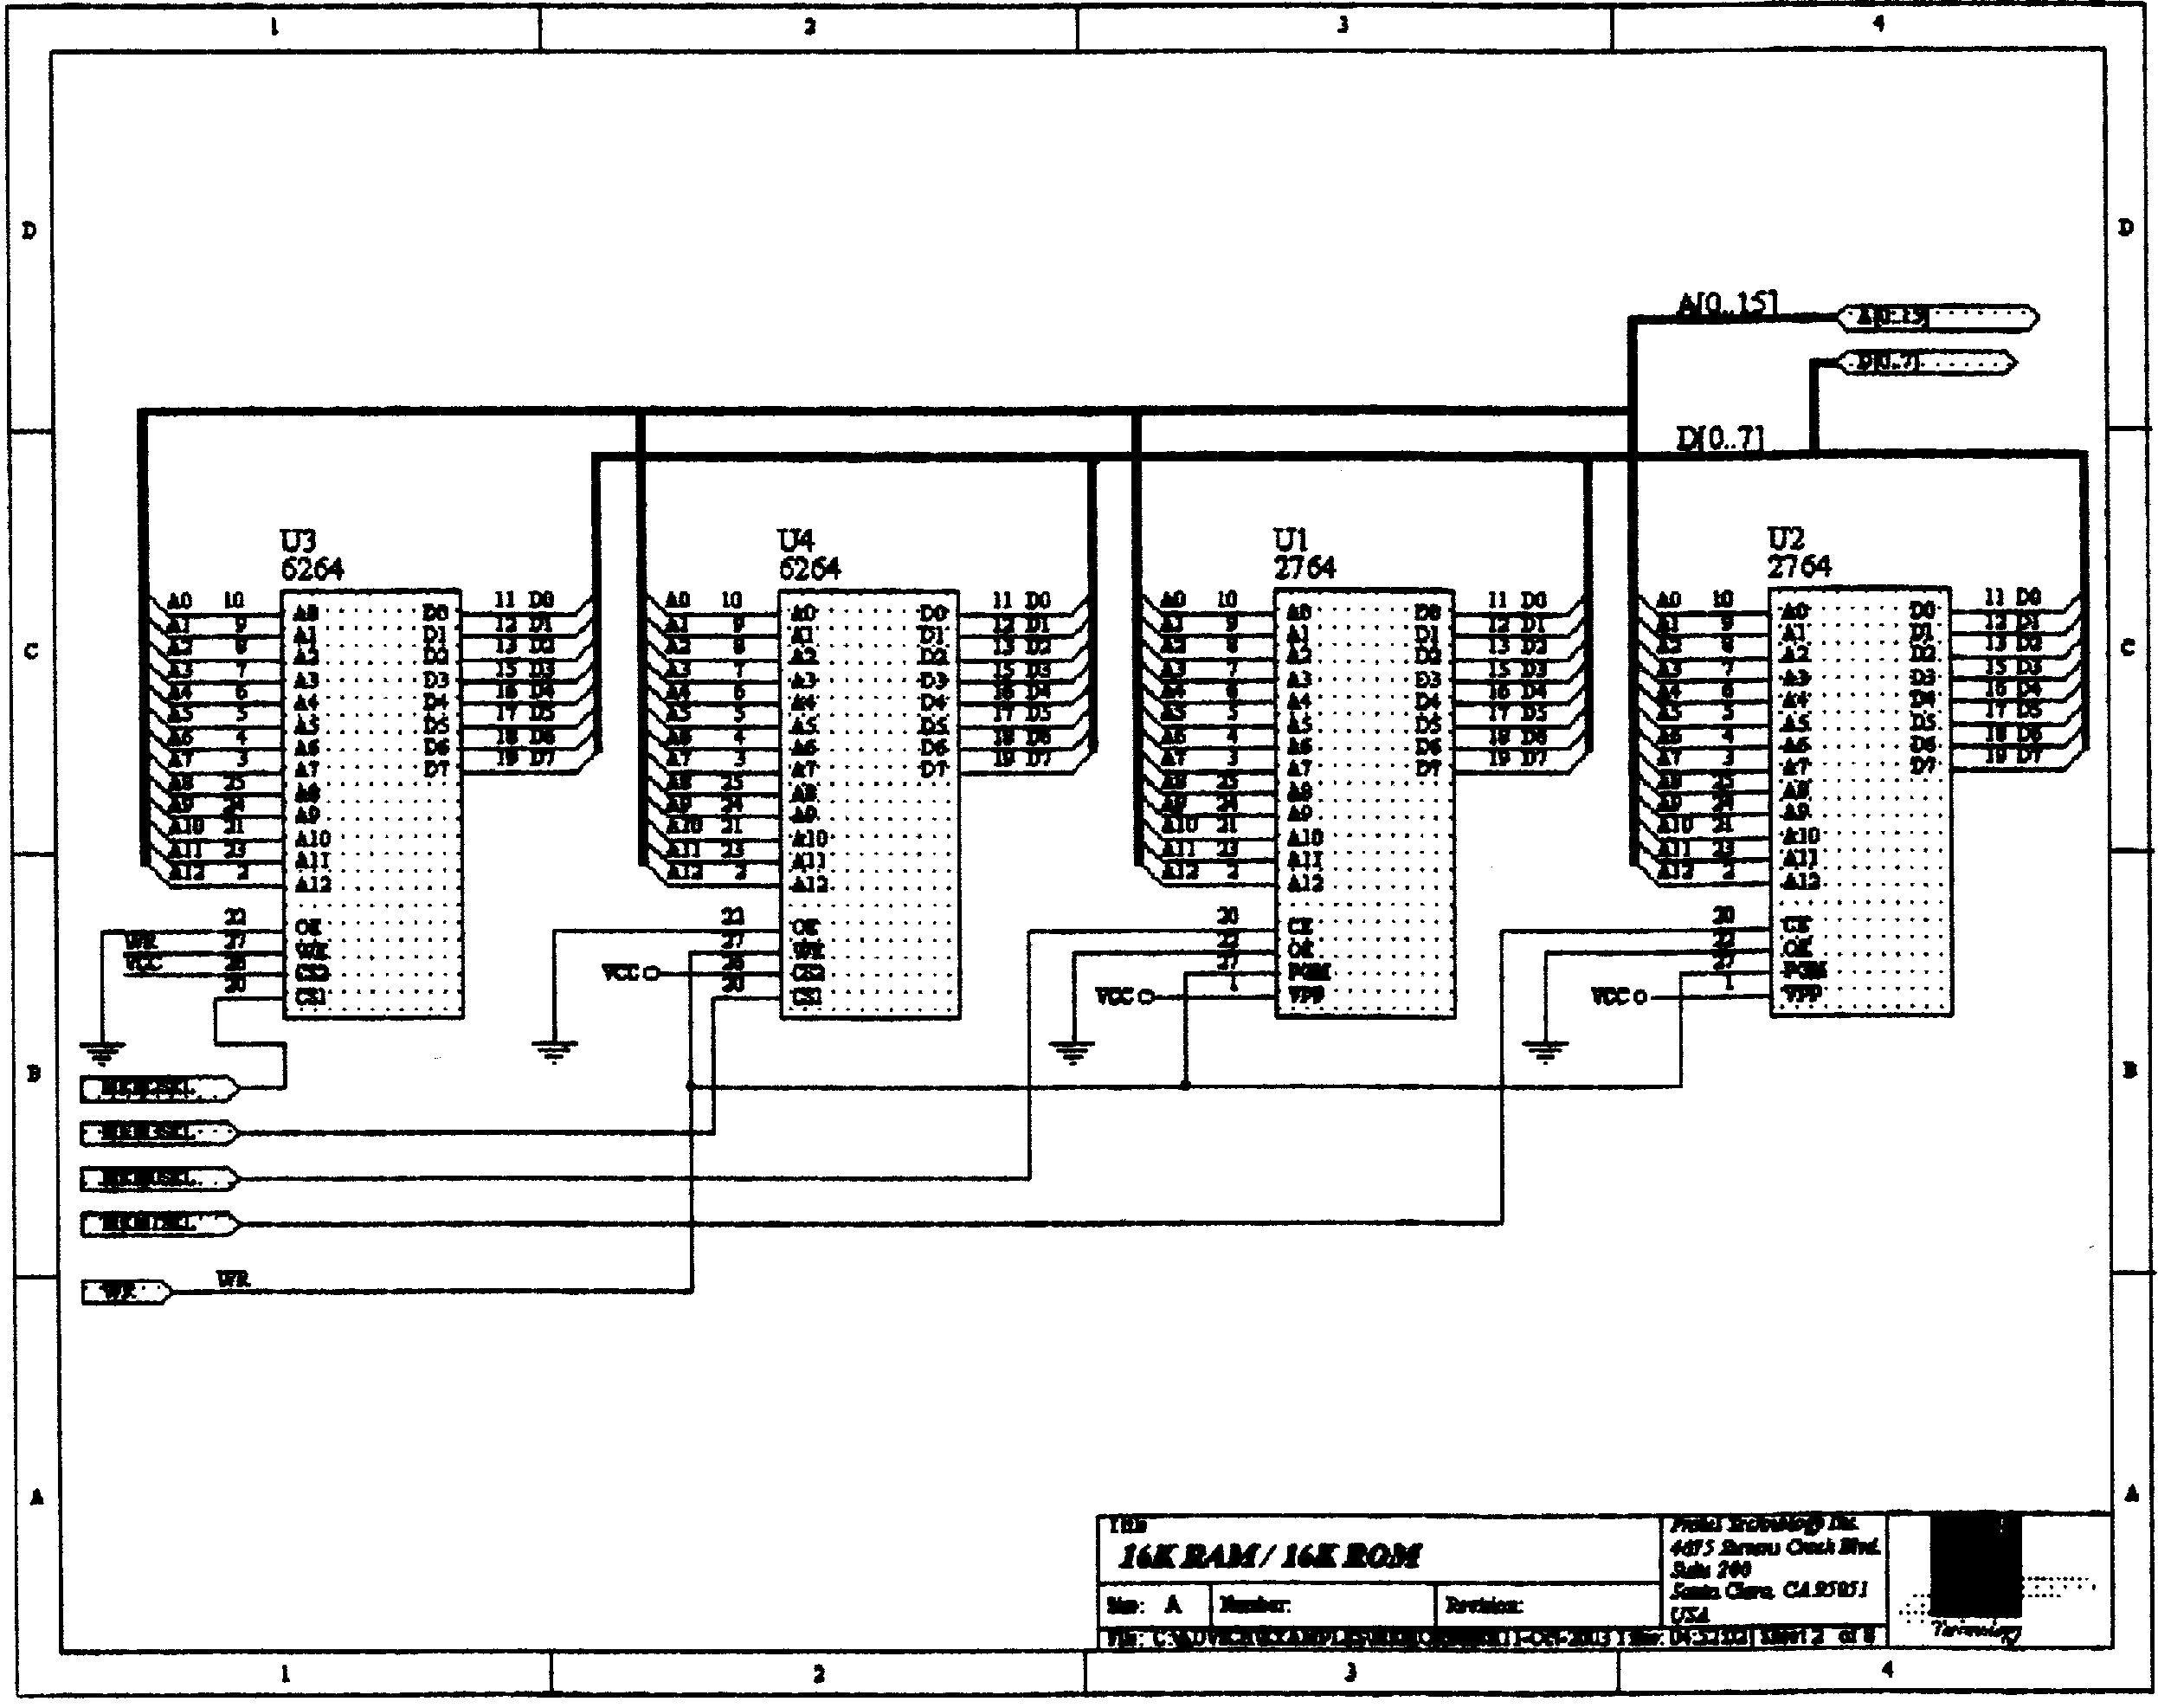 1 2 3 4
D D
A[0..15] A[0..15]
D[0..7]
D[0..7]
U3 U4 U1 U2
6264 6264 2764 2764
A0 10 A0 D0 11 D0
A1 9 A1 D1 12 D1
A2 8 A2 D2 13 D2
A3 7 A3 D3 15 D3
A4 6 A4 D4 16 D4
A5 5 A5 D5 17 D5
A6 4 A6 D6 18 D6
A7 3 A7 D7 19 D7
A8 25 A8
A9 24 A9
A10 21 A10
A11 23 A11
A12 2 A12
22 OE
WR 27 WE
VCC 26 CS2
20 CS1
A0 10 A0 D0 11 D0
A1 9 A1 D1 12 D1
A2 8 A2 D2 13 D2
A3 7 A3 D3 15 D3
A4 6 A4 D4 16 D4
A5 5 A5 D5 17 D5
A6 4 A6 D6 18 D6
A7 3 A7 D7 19 D7
A8 25 A8
A9 24 A9
A10 21 A10
A11 23 A11
A12 2 A12
22 OE
27 WE
VCC 26 CS2
20 CS1
A0 10 A0 D0 11 D0
A1 9 A1 D1 12 D1
A2 8 A2 D2 13 D2
A3 7 A3 D3 15 D3
A4 6 A4 D4 16 D4
A5 5 A5 D5 17 D5
A6 4 A6 D6 18 D6
A7 3 A7 D7 19 D7
A8 25 A8
A9 24 A9
A10 21 A10
A11 23 A11
A12 2 A12
20 CE
22 OE
27 PGM
VCC 1 VPP
A0 10 A0 D0 11 D0
A1 9 A1 D1 12 D1
A2 8 A2 D2 13 D2
A3 7 A3 D3 15 D3
A4 6 A4 D4 16 D4
A5 5 A5 D5 17 D5
A6 4 A6 D6 18 D6
A7 3 A7 D7 19 D7
A8 25 A8
A9 24 A9
A10 21 A10
A11 23 A11
A12 2 A12
20 CE
22 OE
27 PGM
VCC 1 VPP
C C
B B
WR WR
A A
Title
16K RAM / 16K ROM
Size: A Number: Revision:
Protel Technology Inc.
Suite 200
Santa Clara, CA 95051
USA
11-Oct-2003 Sheet 2 of 8
Technology
1 2 3 4